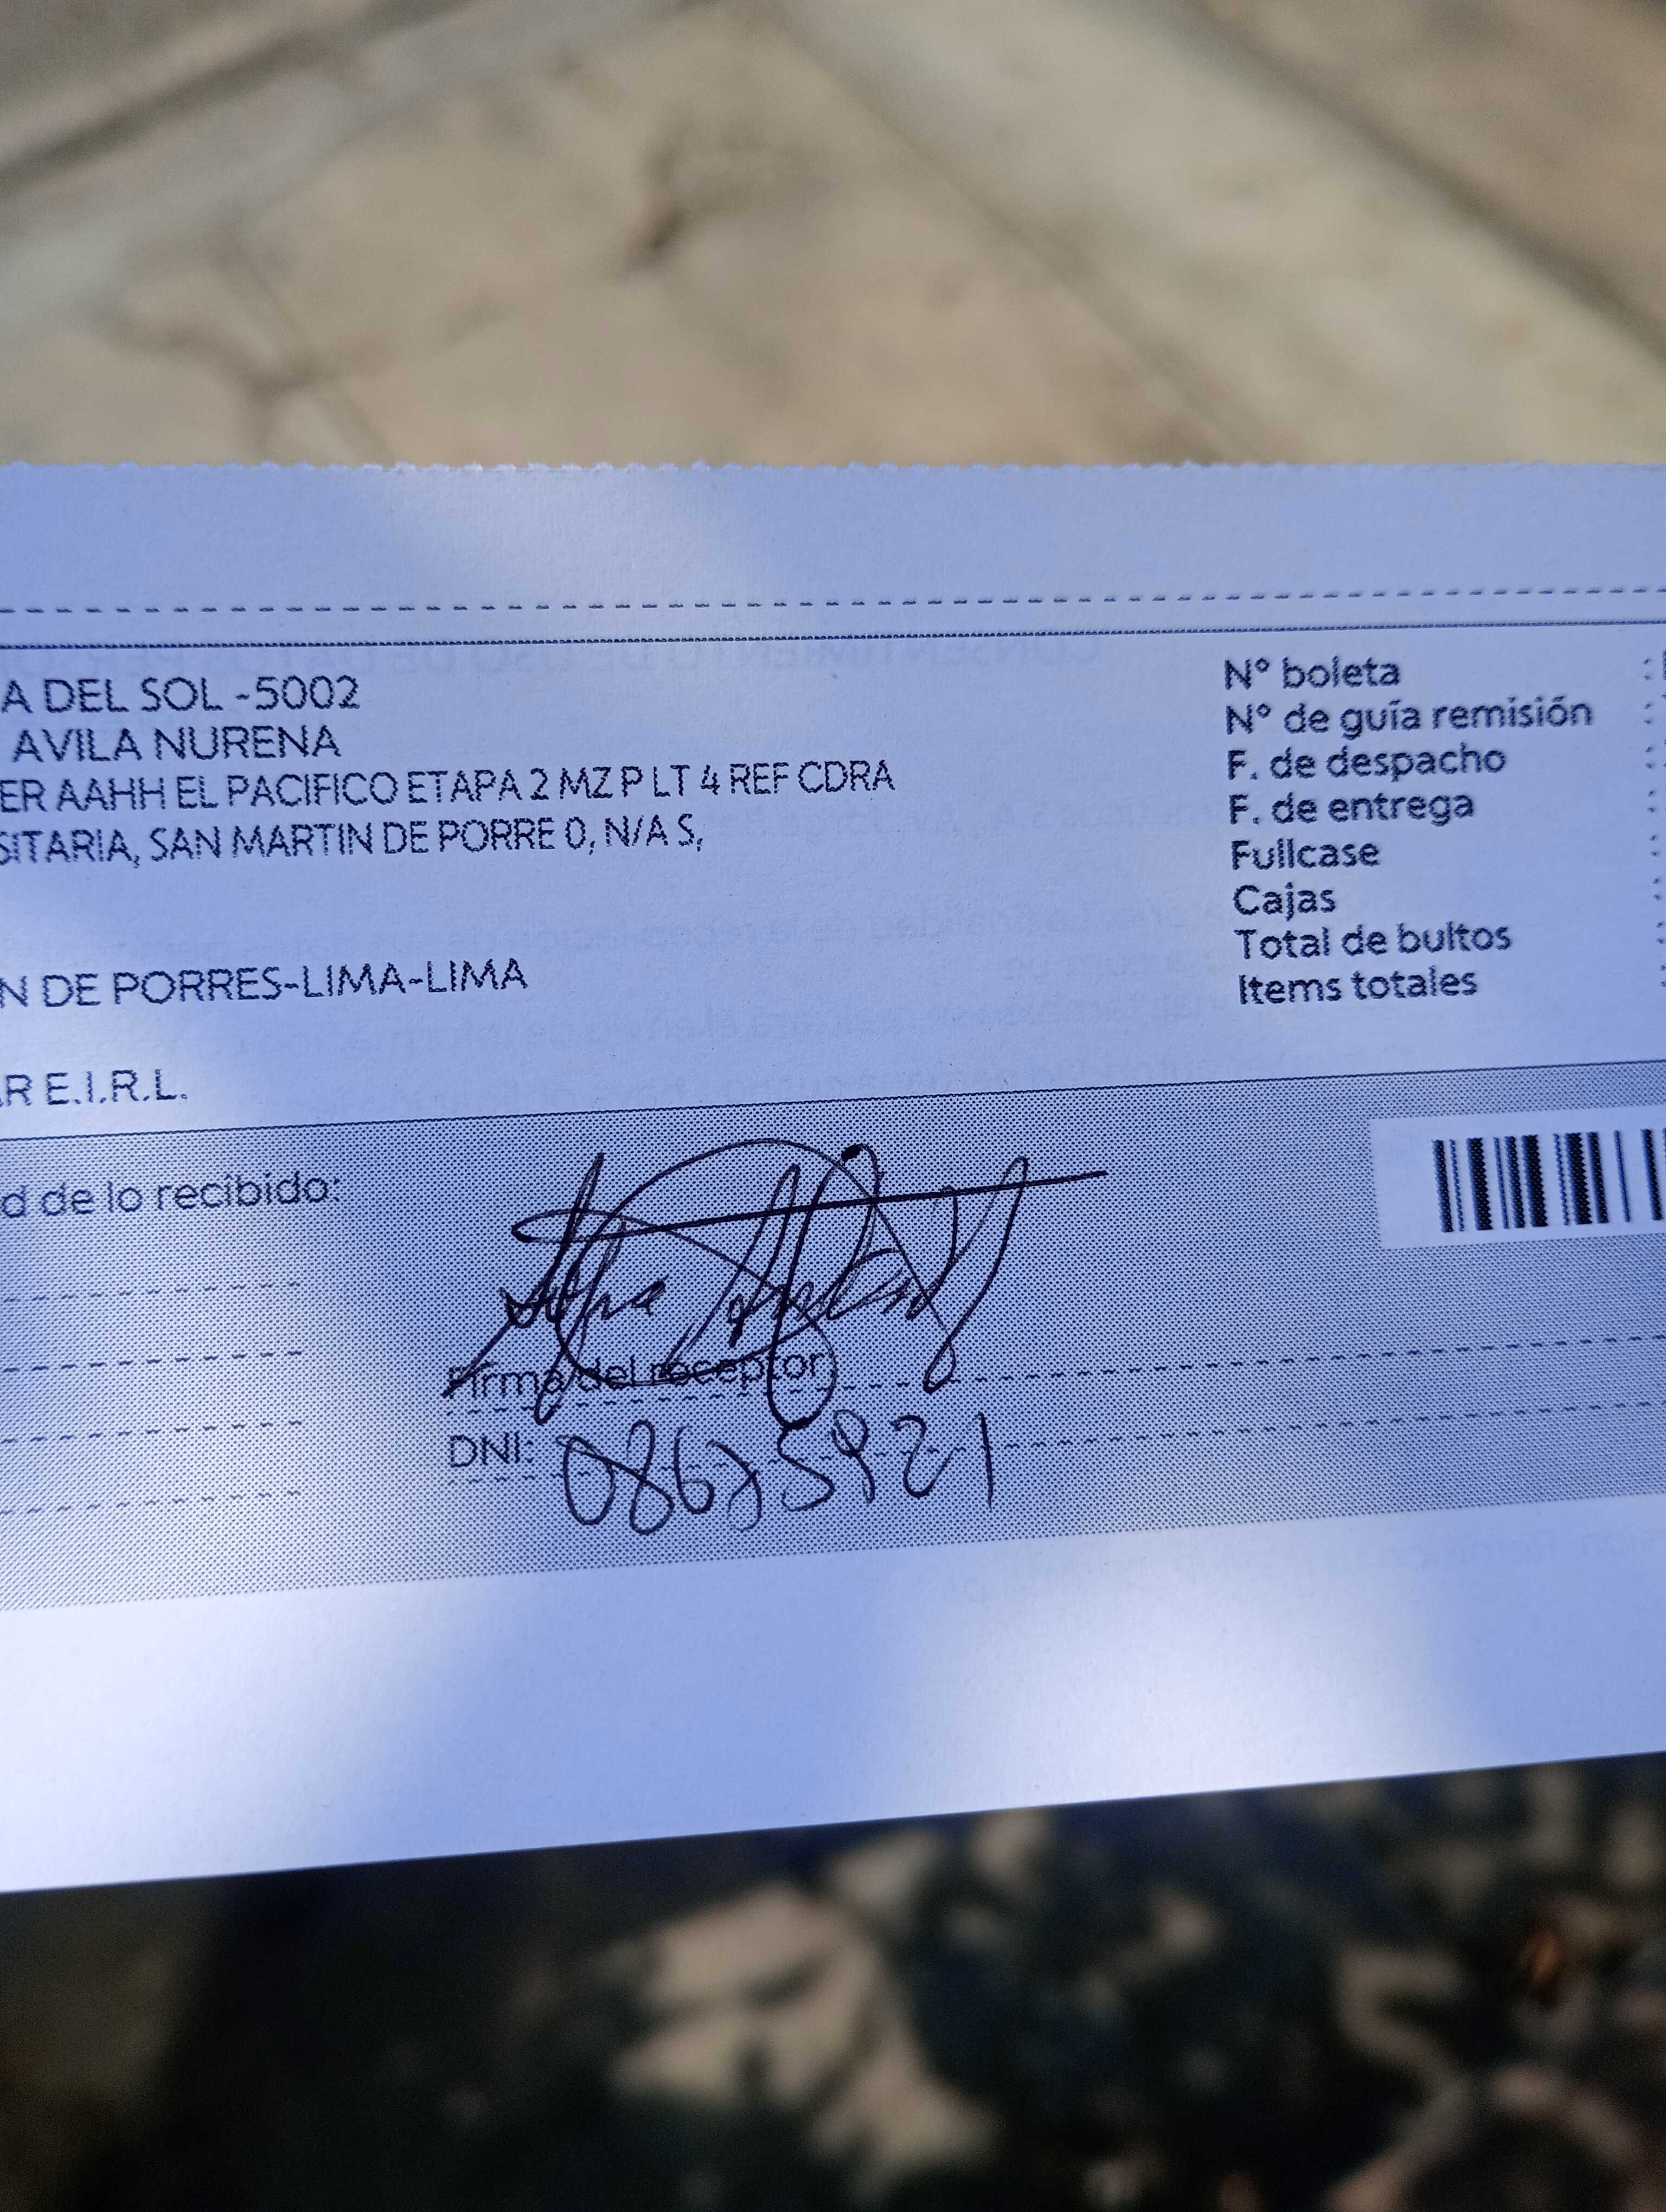 A DEL SOL -5002
AVILA NURENA
ER AAHH EL PACIFICO ETAPA 2 MZ P LT 4 REF CDRA
SITARIA, SAN MARTIN DE PORRE 0, N/A S,
N DE PORRES-LIMA-LIMA
R E.I.R.L.
N° boleta :
N° de guía remisión :
F. de despacho :
F. de entrega :
Fullcase :
Cajas :
Total de bultos :
Items totales :
d de lo recibido:
Firma del receptor
DNI: 08675921